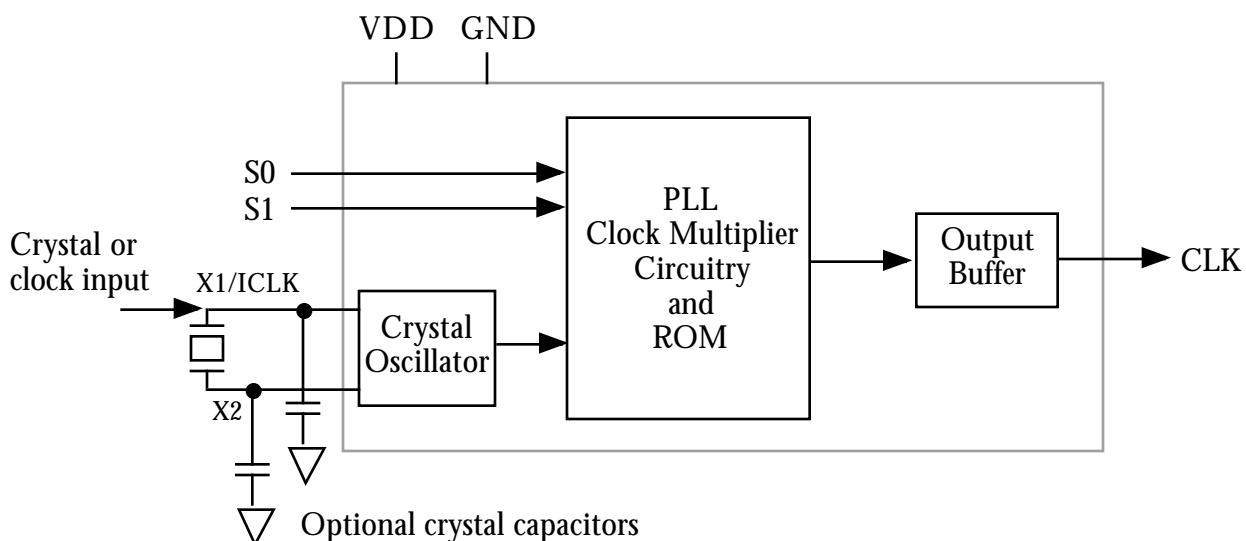 VDD GND
S0
S1
PLL
Clock Multiplier
Circuitry
and
ROM
Output
Buffer
CLK
Crystal or
clock input
X1/ICLK
Crystal
Oscillator
X2
Optional crystal capacitors